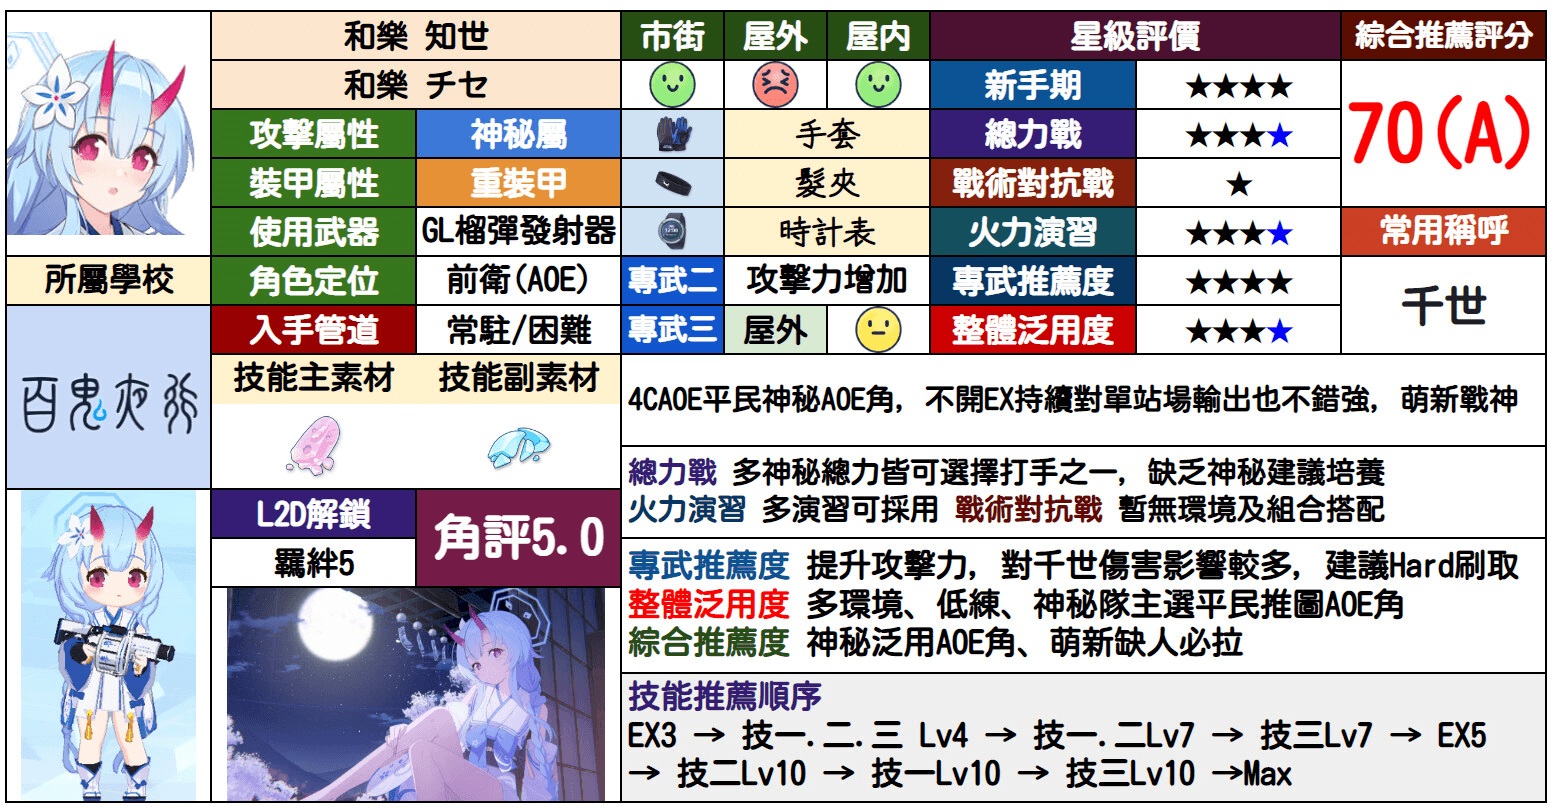 和樂 知世
市街
屋外
屋内
星級評價
綜合推薦評分
和樂 チセ
新手期
★★★★
70(A)
攻擊屬性
神秘屬
手套
總力戰
★★★★
裝甲屬性
重裝甲
髮夾
戰術對抗戰
★
使用武器
GL榴彈發射器
時計表
火力演習
★★★★
常用稱呼
所屬學校
角色定位
前衛(AOE)
專武二
攻擊力增加
專武推薦度
★★★★
千世
入手管道
常駐/困難
專武三
屋外
整體泛用度
★★★★
百鬼夜行
技能主素材
技能副素材
4CAOE平民神秘AOE角, 不開EX持續對單站場輸出也不錯強, 萌新戰神
總力戰 多神秘總力皆可選擇打手之一, 缺乏神秘建議培養
火力演習 多演習可採用 戰術對抗戰 暫無環境及組合搭配
L2D解鎖
角評5.0
羈絆5
專武推薦度 提升攻擊力, 對千世傷害影響較多, 建議Hard刷取
整體泛用度 多環境、低練、神秘隊主選平民推圖AOE角
綜合推薦度 神秘泛用AOE角、萌新缺人必拉
技能推薦順序
EX3 → 技一.二.三 Lv4 → 技一.二Lv7 → 技三Lv7 → EX5
→ 技二Lv10 → 技一Lv10 → 技三Lv10 →Max